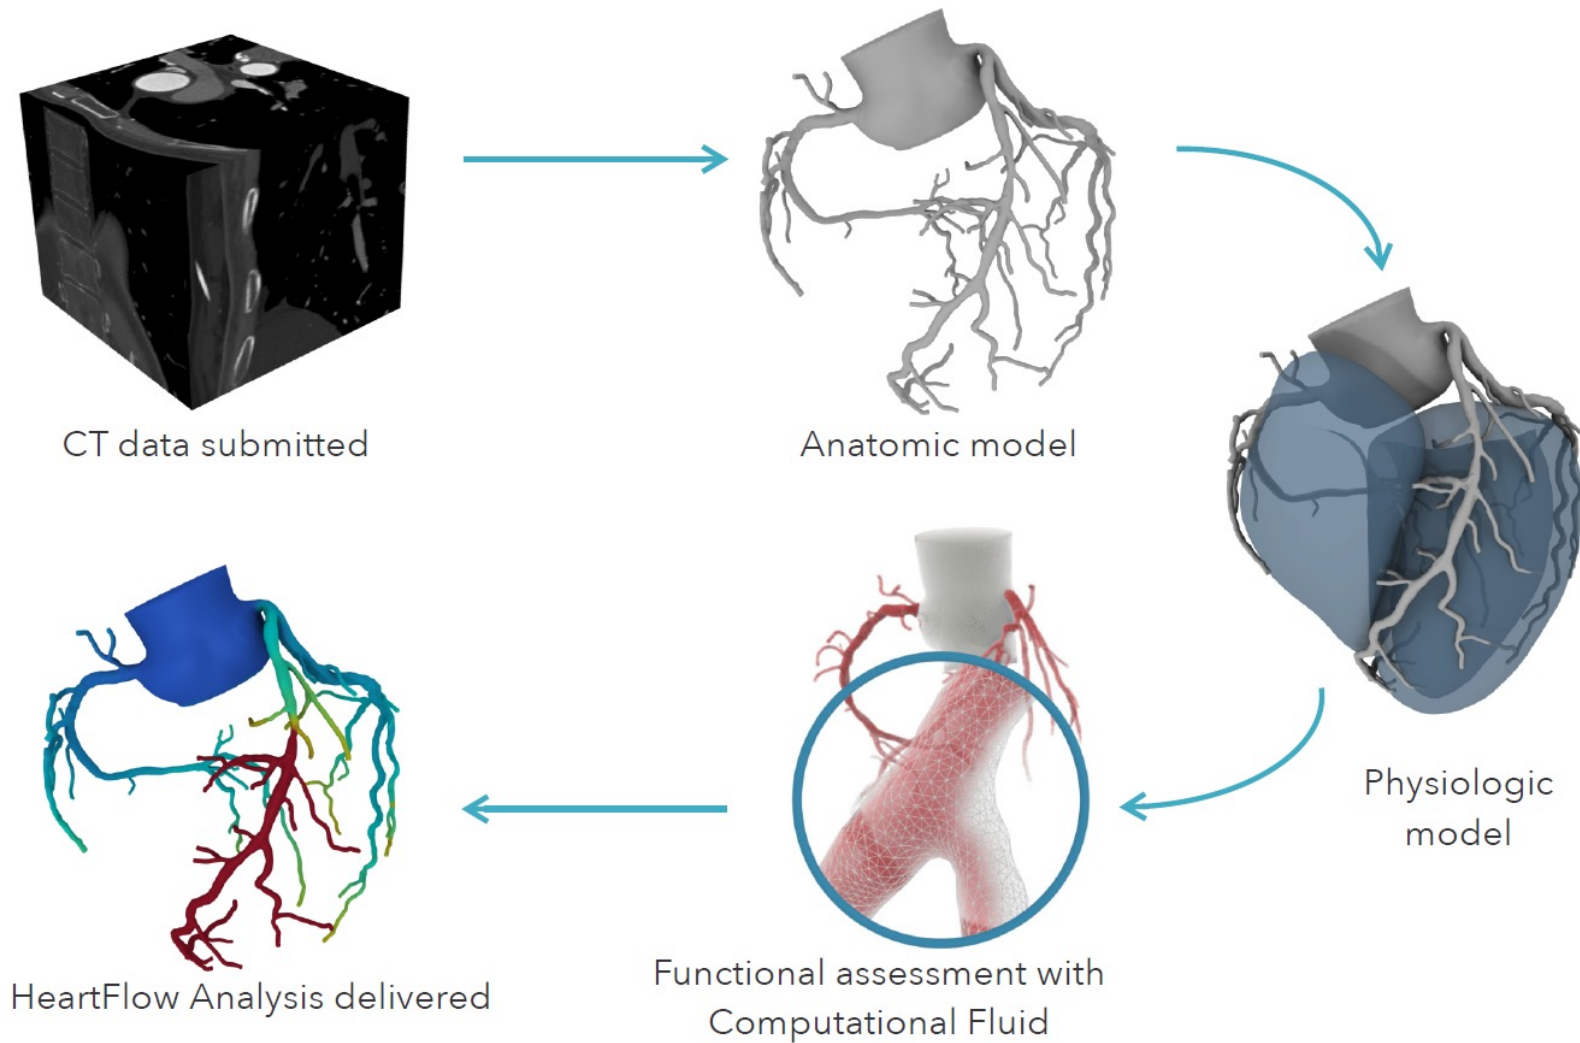 CT data submitted
Anatomic model
Physiologic
model
Functional assessment with
Computational Fluid
HeartFlow Analysis delivered